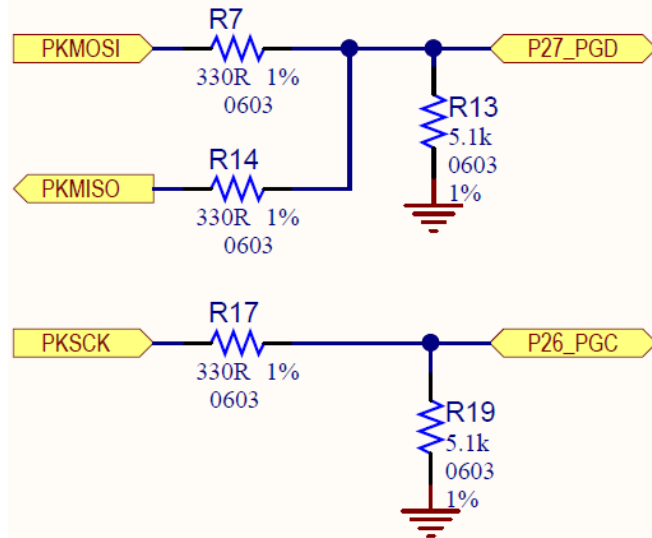 R7
PKMOSI
330R 1%
0603
P27_PGD
R13
5.1k
0603
1%
R14
PKMISO
330R 1%
0603
R17
PKSCK
330R 1%
0603
P26_PGC
R19
5.1k
0603
1%